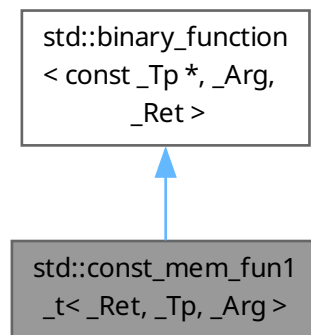 std::binary_function
< const _Tp *, _Arg,
_Ret >
std::const_mem_fun1
_t< _Ret, _Tp, _Arg >